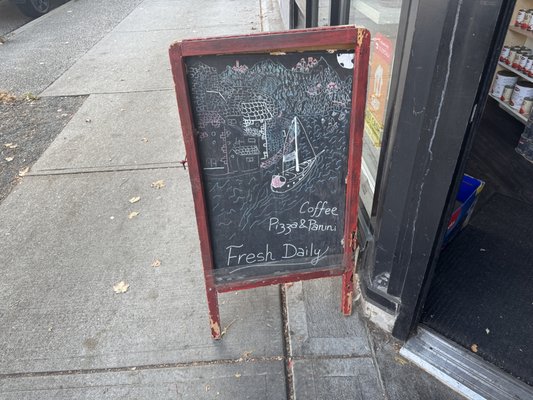 Coffee
Pizza & Panini
Fresh Daily